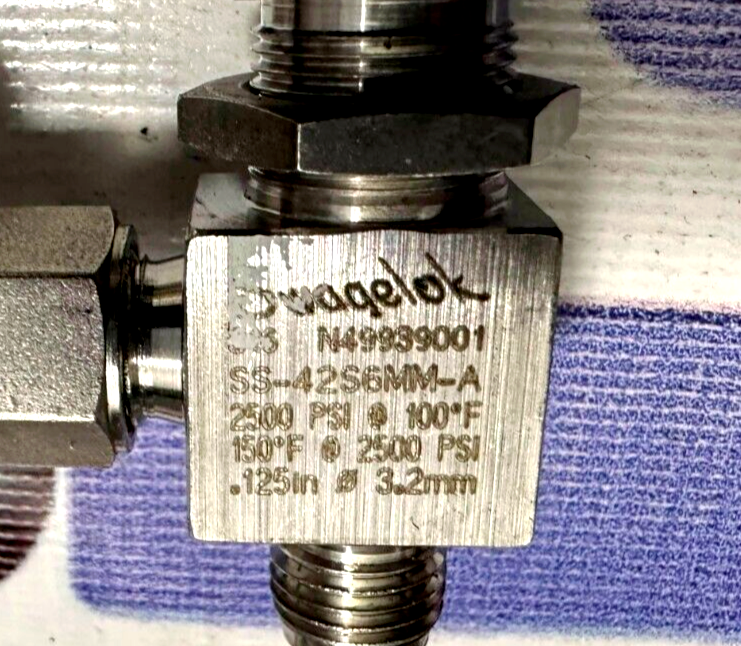 Swagelok
N49939001
SS-42S6MM-A
2500 PSI @ 100°F
150°F @ 2500 PSI
.125in Ø 3.2mm